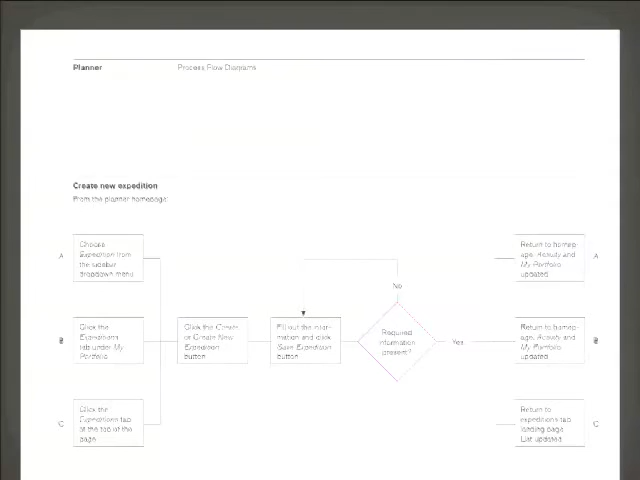 Planner
Process Flow Diagrams
Create new expedition
From the planner homepage:
A
Choose
Expedition from
the sidebar
dropdown menu
B
Click the
Expeditions
tab under My
Portfolio
C
Click the
Expeditions tab
at the top of the
page
Click the Create
or Create New
Expedition
button
Fill out the infor-
mation and click
Save Expedition
button
No
Required
information
present?
Yes
Return to homep-
age. Activity and
My Portfolio
updated
A
Return to homep-
age. Activity and
My Portfolio
updated
B
Return to
expeditions tab
landing page
List updated
C